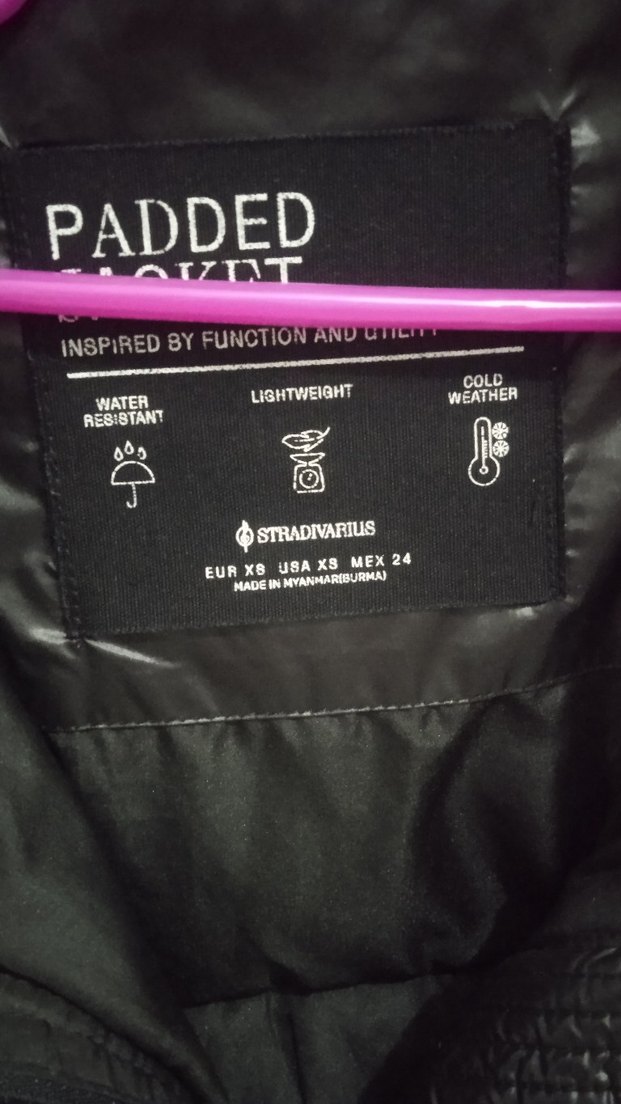 PADDED
JACKET
INSPIRED BY FUNCTION AND UTILITY
WATER
RESISTANT
LIGHTWEIGHT
COLD
WEATHER
STRADIVARIUS
EUR XS USA XS MEX 24
MADE IN MYANMAR(BURMA)